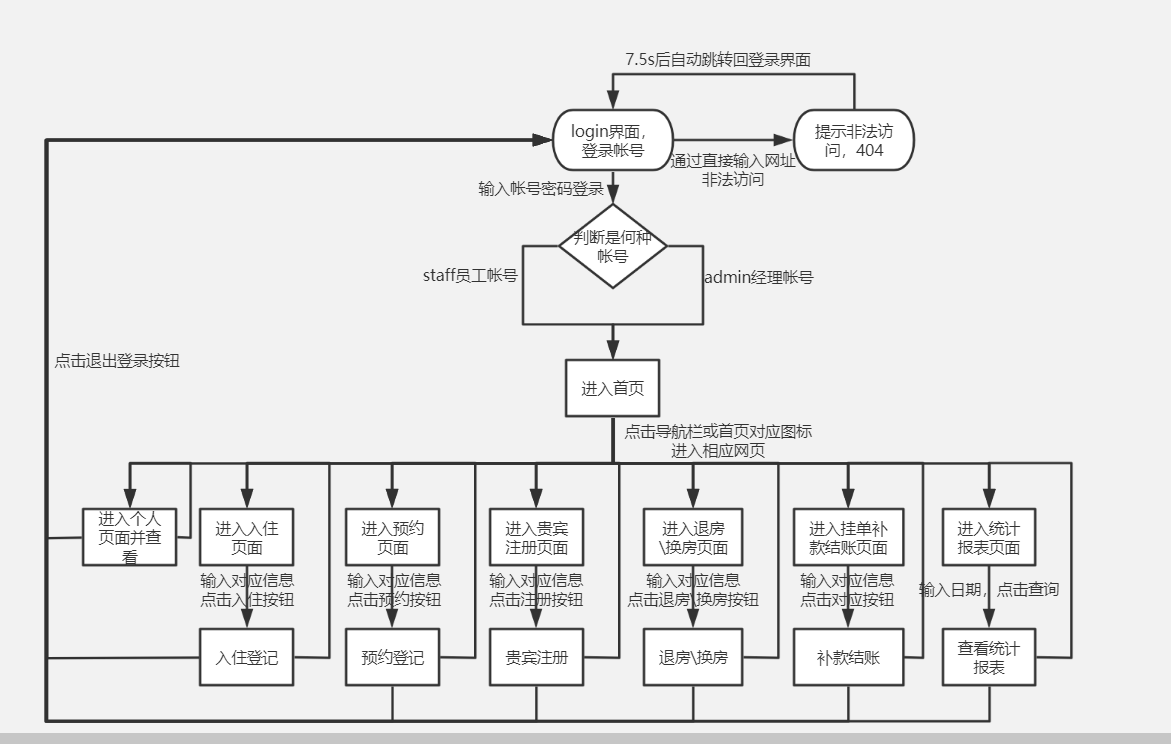 7.5s后自动跳转回登录界面
login界面，
登录帐号
提示非法访
问，404
通过直接输入网址
非法访问
输入帐号密码登录
判断是何种
帐号
staff员工帐号
admin经理帐号
点击退出登录按钮
进入首页
点击导航栏或首页对应图标
进入相应网页
进入个人
页面并查
看
进入入住
页面
进入预约
页面
进入贵宾
注册页面
进入退房
\换房页面
进入挂单补
款结账页面
进入统计
报表页面
输入对应信息
点击入住按钮
输入对应信息
点击预约按钮
输入对应信息
点击注册按钮
输入对应信息
点击退房\换房按钮
输入对应信息
点击对应按钮
输入日期，点击查询
入住登记
预约登记
贵宾注册
退房\换房
补款结账
查看统计
报表